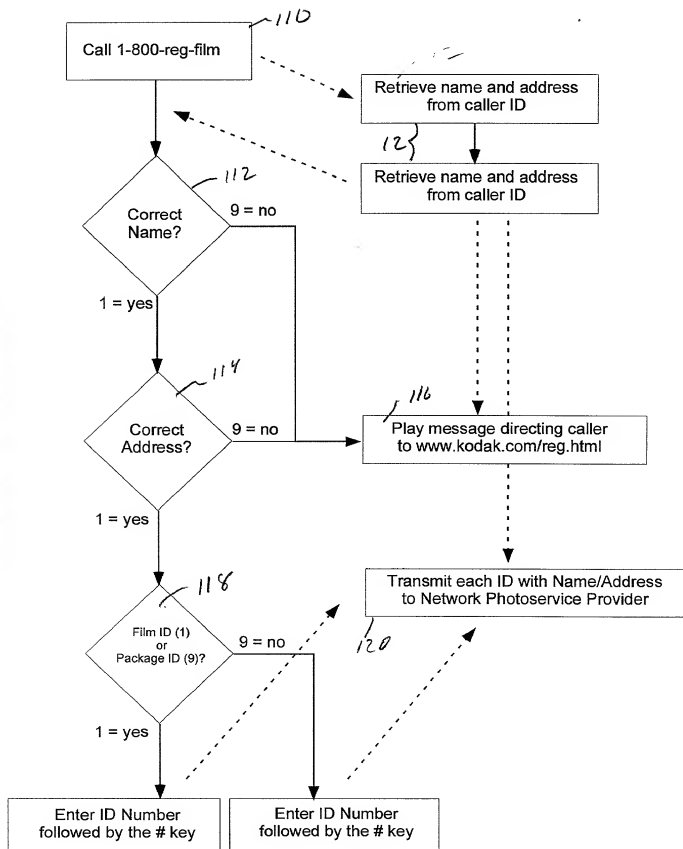 110
Call 1-800-reg-film
Retrieve name and address
from caller ID
12
Retrieve name and address
from caller ID
112
Correct
Name?
9 = no
1 = yes
114
Correct
Address?
9 = no
116
Play message directing caller
to www.kodak.com/reg.html
1 = yes
118
Film ID (1)
or
Package ID (9)?
9 = no
Transmit each ID with Name/Address
to Network Photoservice Provider
120
1 = yes
Enter ID Number
followed by the # key
Enter ID Number
followed by the # key